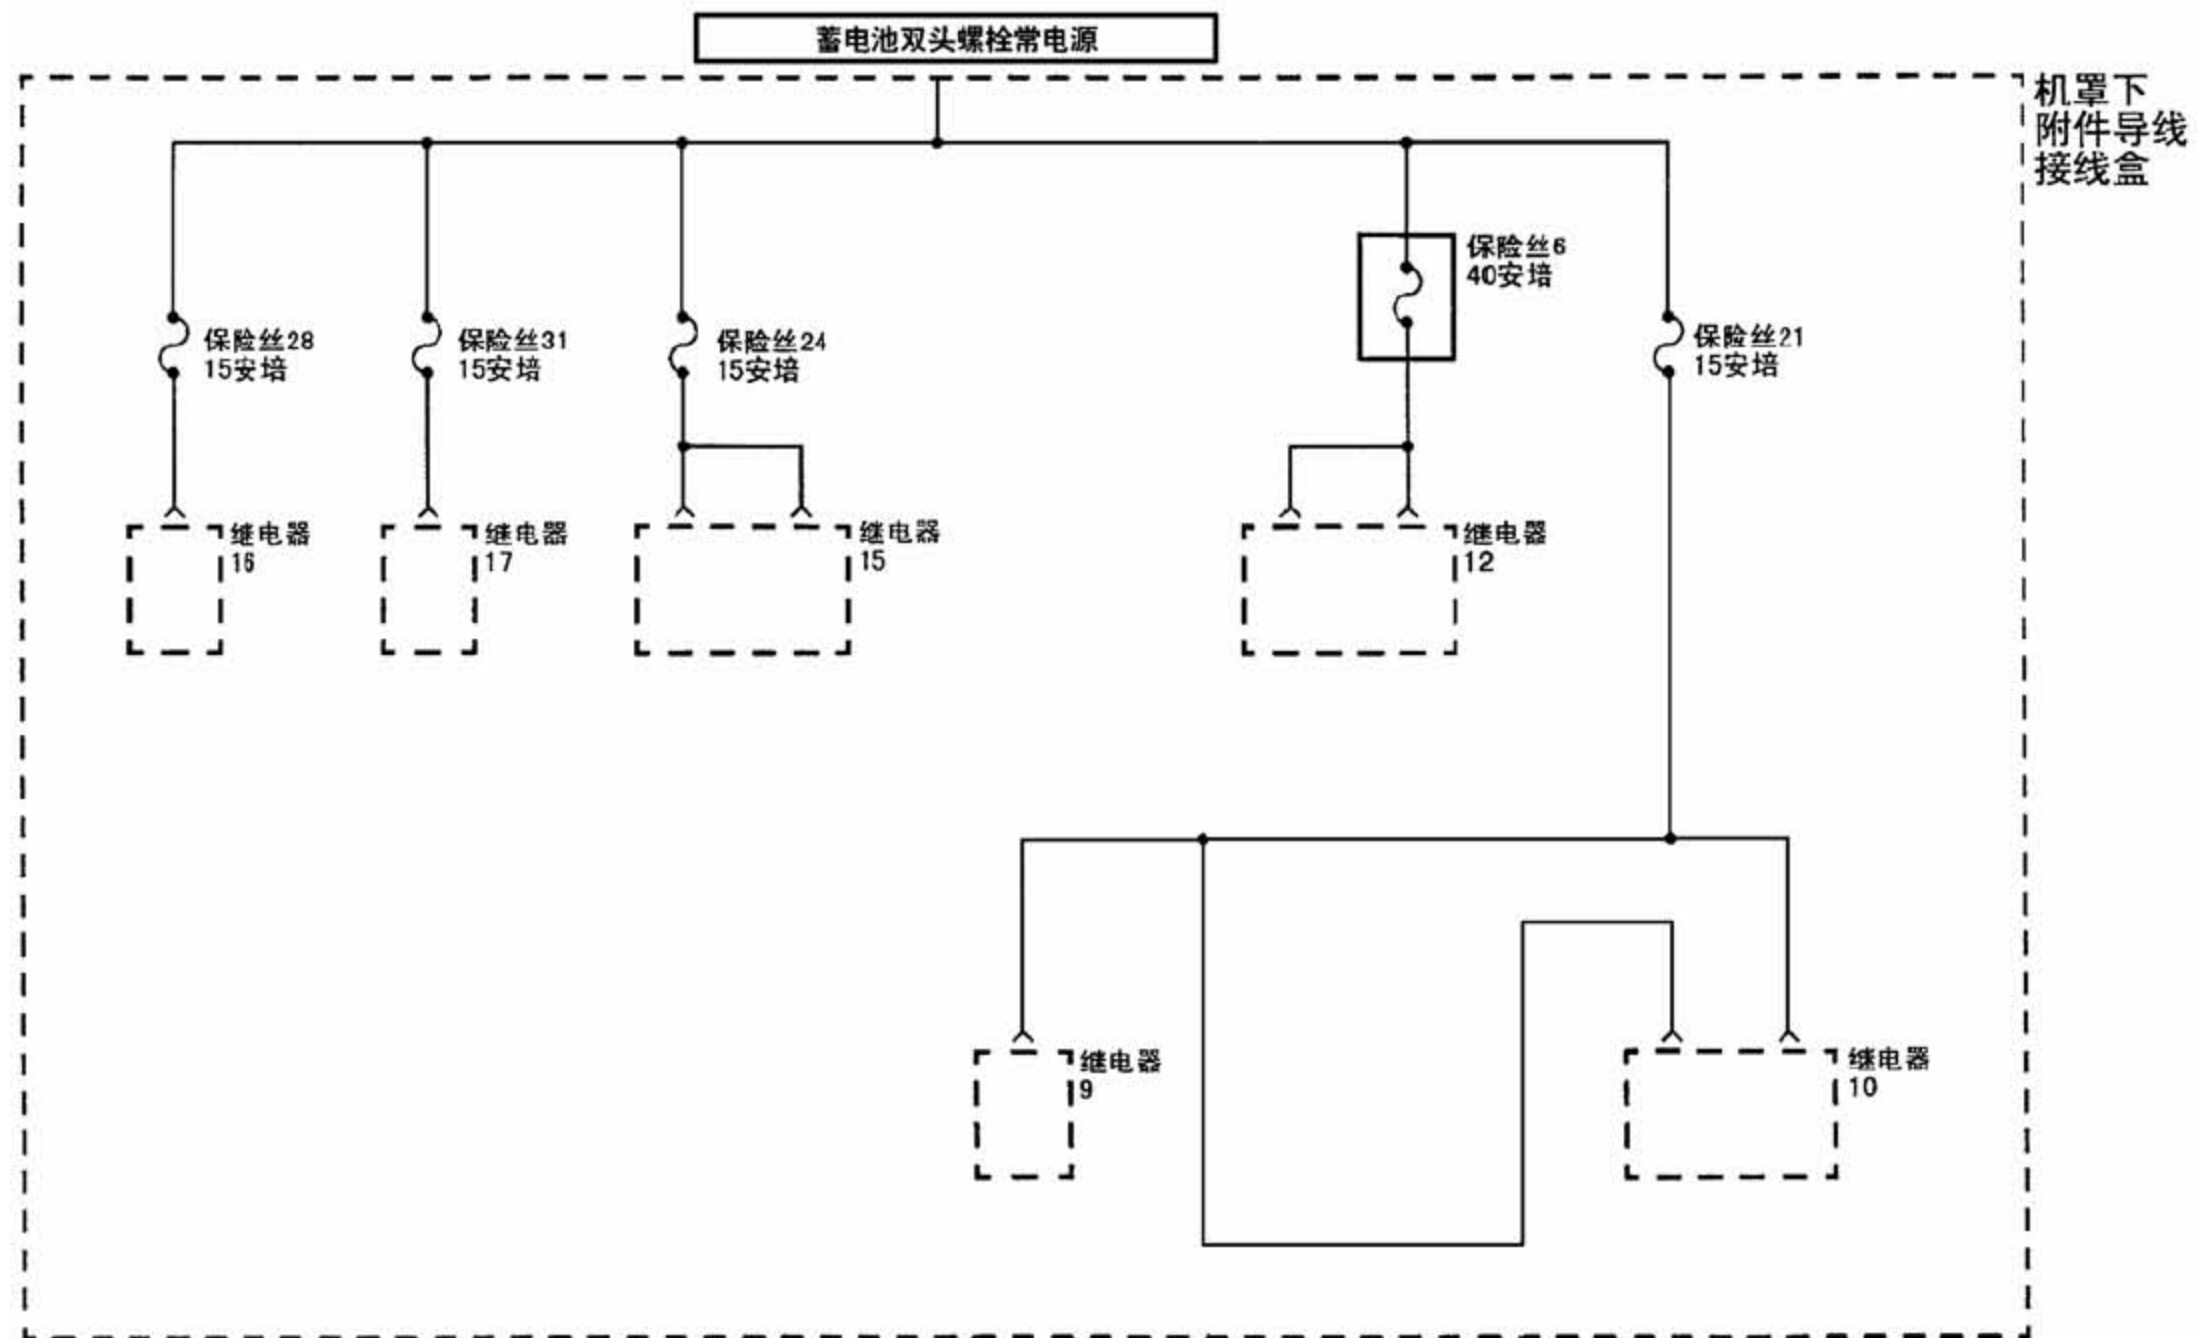 蓄电池双头螺栓常电源
机罩下
附件导线
接线盒
保险丝6
40安培
保险丝28
15安培
保险丝31
15安培
保险丝24
15安培
保险丝21
15安培
继电器
16
继电器
17
继电器
15
继电器
12
继电器
9
继电器
10